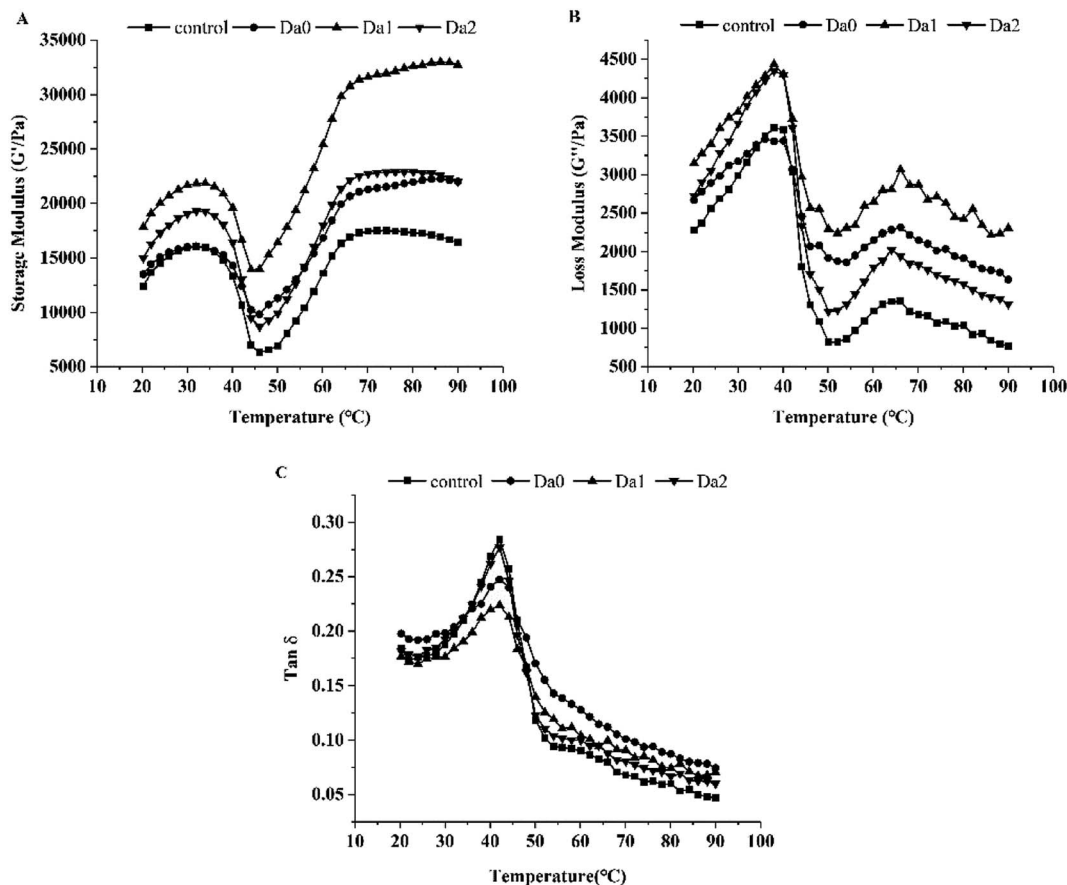 A
control Da0 Da1 Da2
35000
30000
25000
20000
15000
10000
5000
10 20 30 40 50 60 70 80 90 100
Storage Modulus (G'/Pa)
Temperature (℃)
B
control Da0 Da1 Da2
4500
4000
3500
3000
2500
2000
1500
1000
500
10 20 30 40 50 60 70 80 90 100
Loss Modulus (G''/Pa)
Temperature (℃)
C
control Da0 Da1 Da2
0.30
0.25
0.20
0.15
0.10
0.05
10 20 30 40 50 60 70 80 90 100
Tan δ
Temperature(℃)